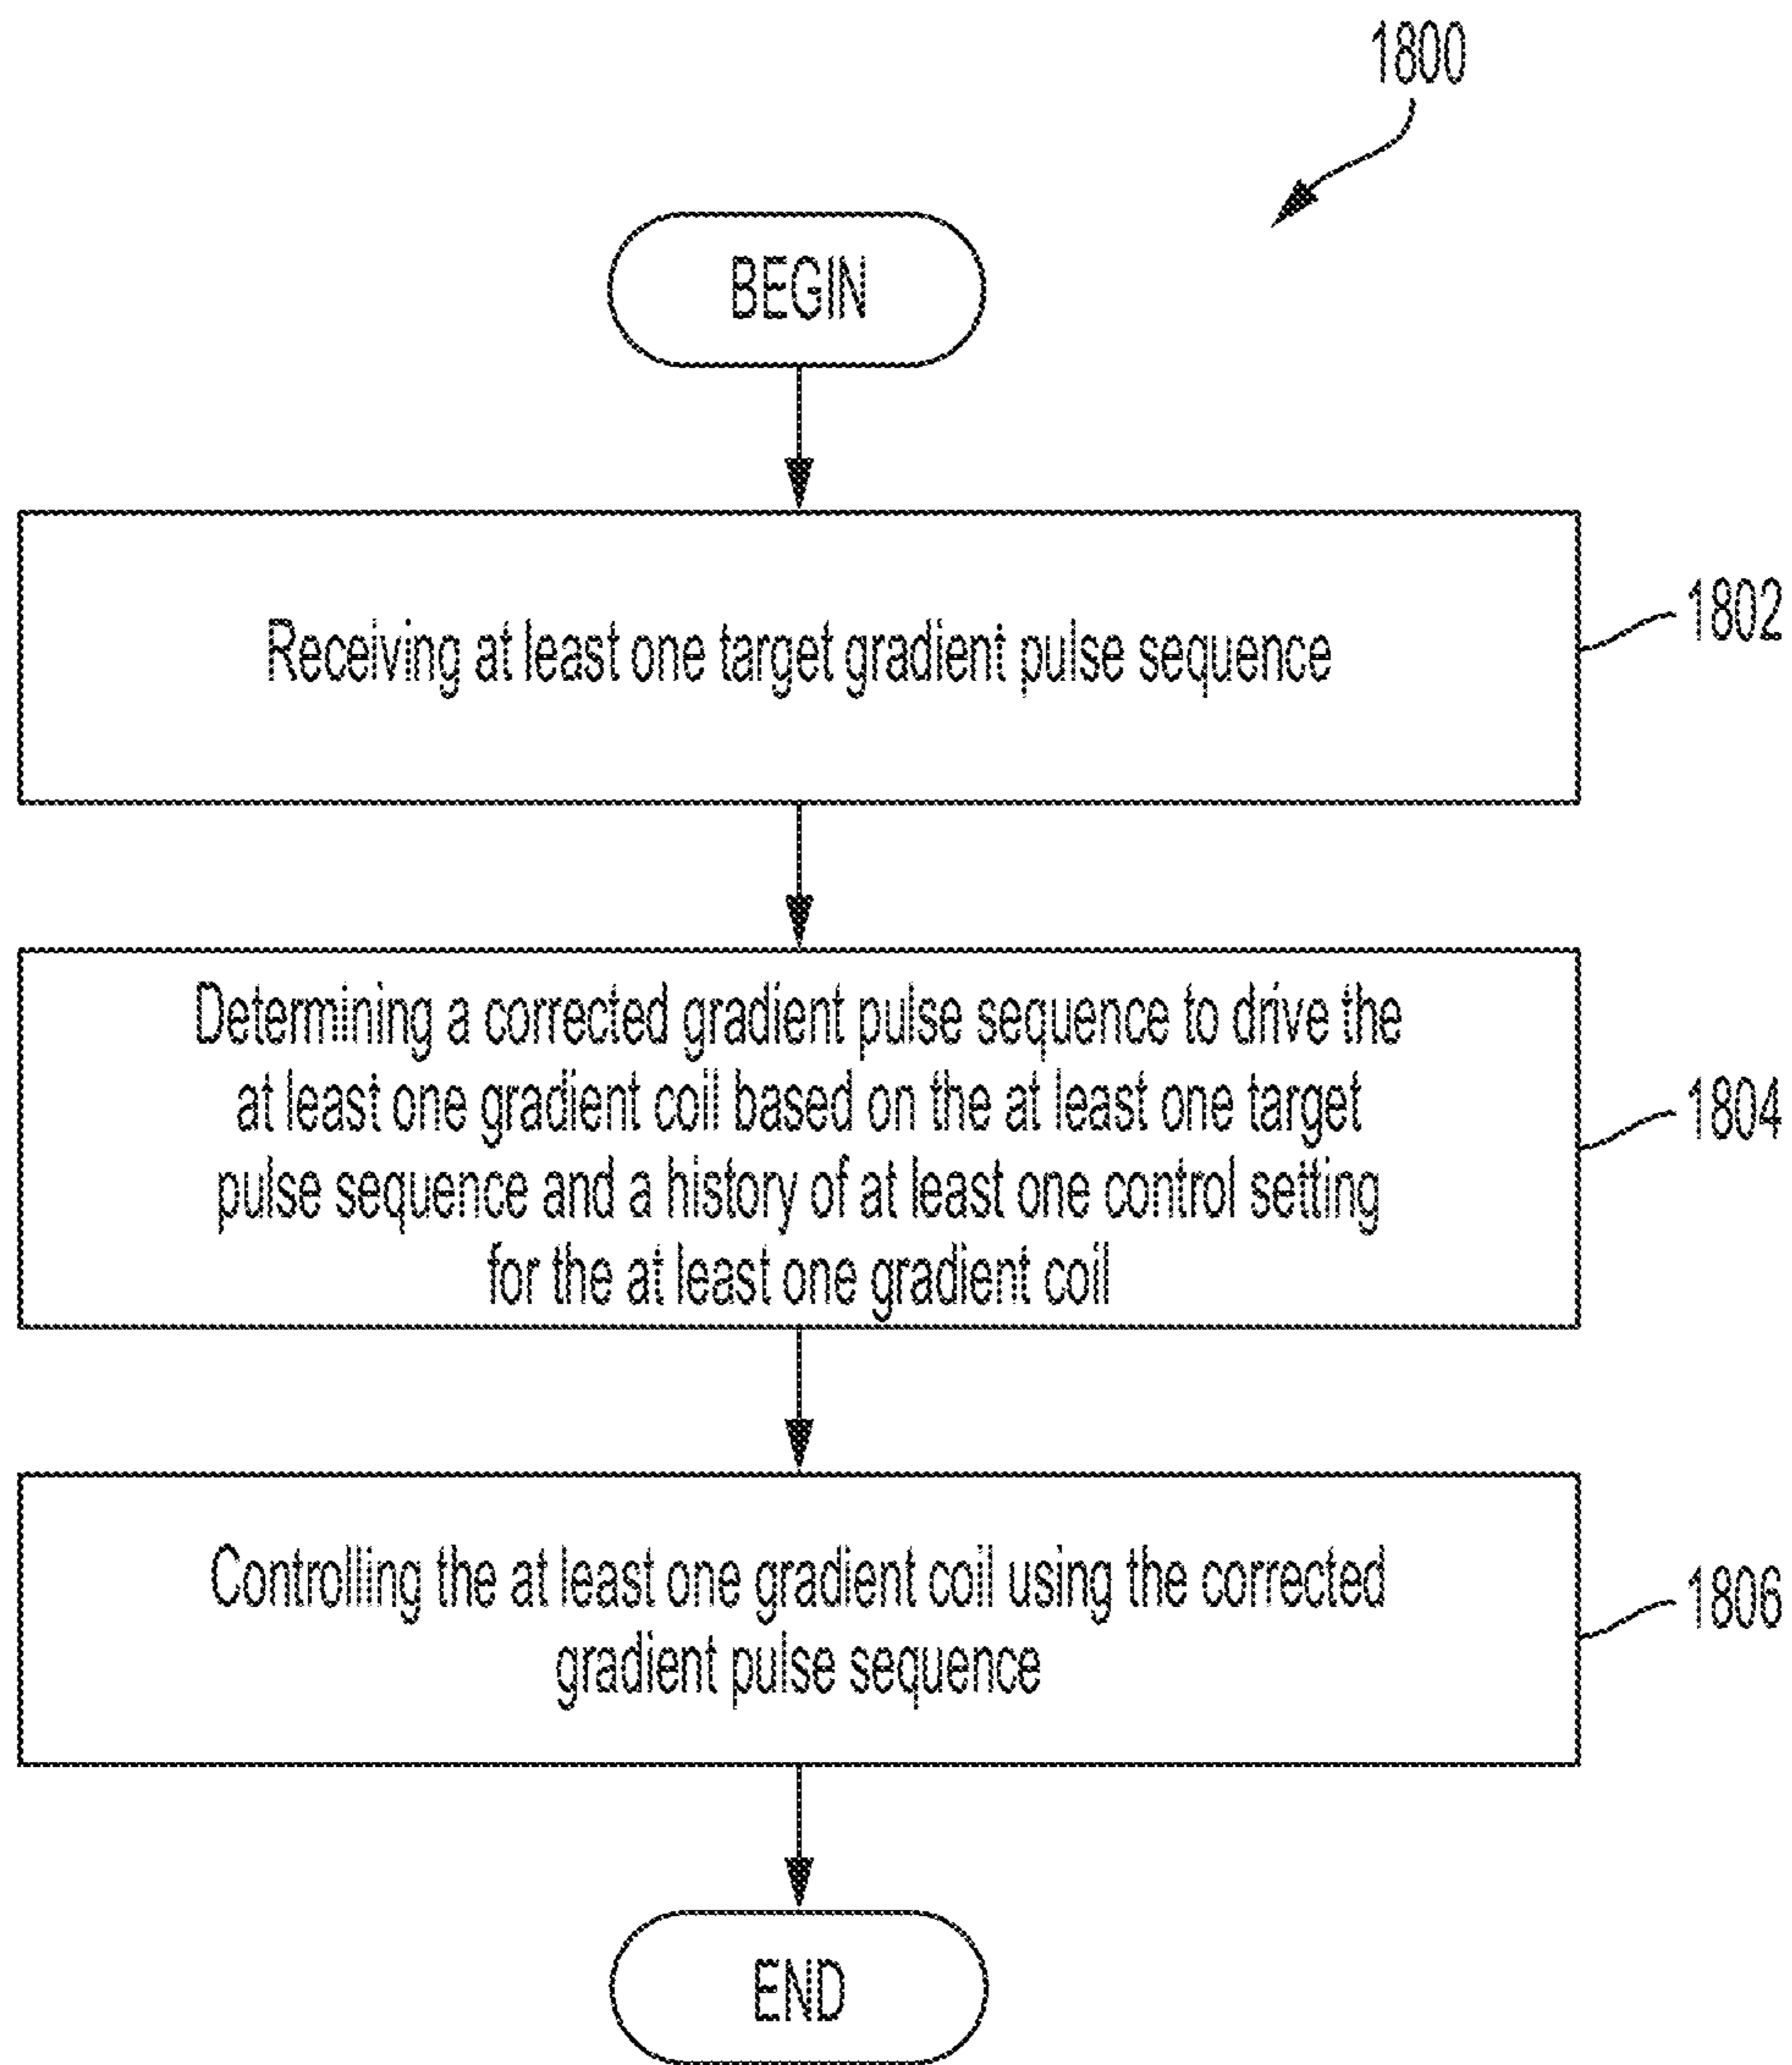 1800
BEGIN
Receiving at least one target gradient pulse sequence
1802
Determining a corrected gradient pulse sequence to drive the
at least one gradient coil based on the at least one target
pulse sequence and a history of at least one control setting
for the at least one gradient coil
1804
Controlling the at least one gradient coil using the corrected
gradient pulse sequence
1806
END